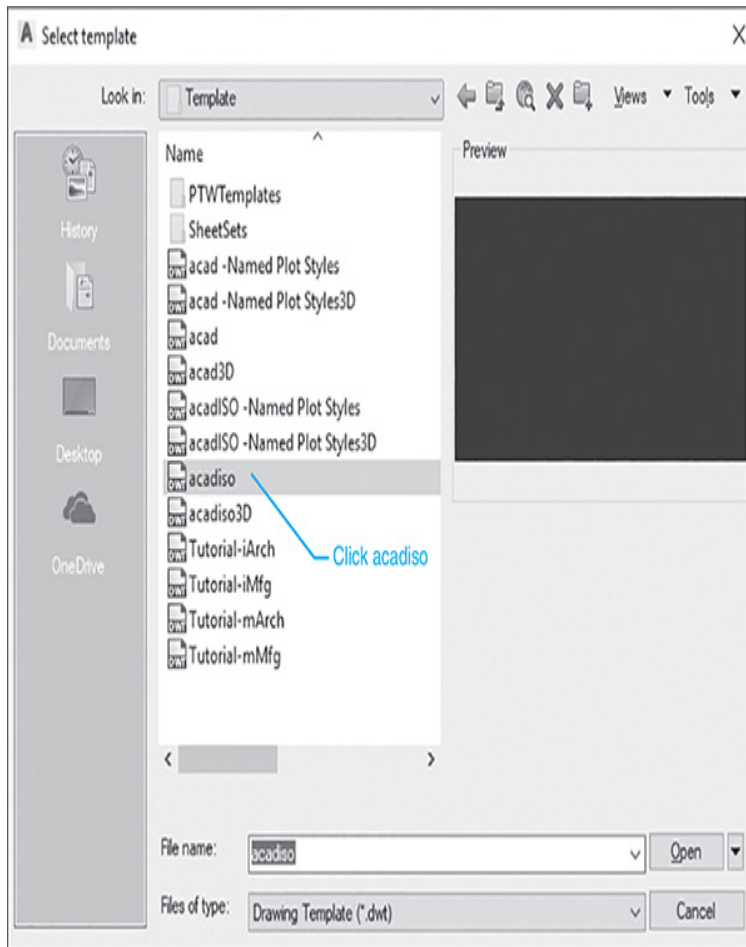 A Select template
Look in: Template
Views Tools
History
Documents
Desktop
OneDrive
Name
PTWTemplates
SheetSets
acad -Named Plot Styles
acad -Named Plot Styles3D
acad
acad3D
acadISO -Named Plot Styles
acadISO -Named Plot Styles3D
acadiso
acadiso3D
Tutorial-iArch
Tutorial-iMfg
Tutorial-mArch
Tutorial-mMfg
Click acadiso
Preview
File name: acadiso Open
Files of type: Drawing Template (*.dwt) Cancel